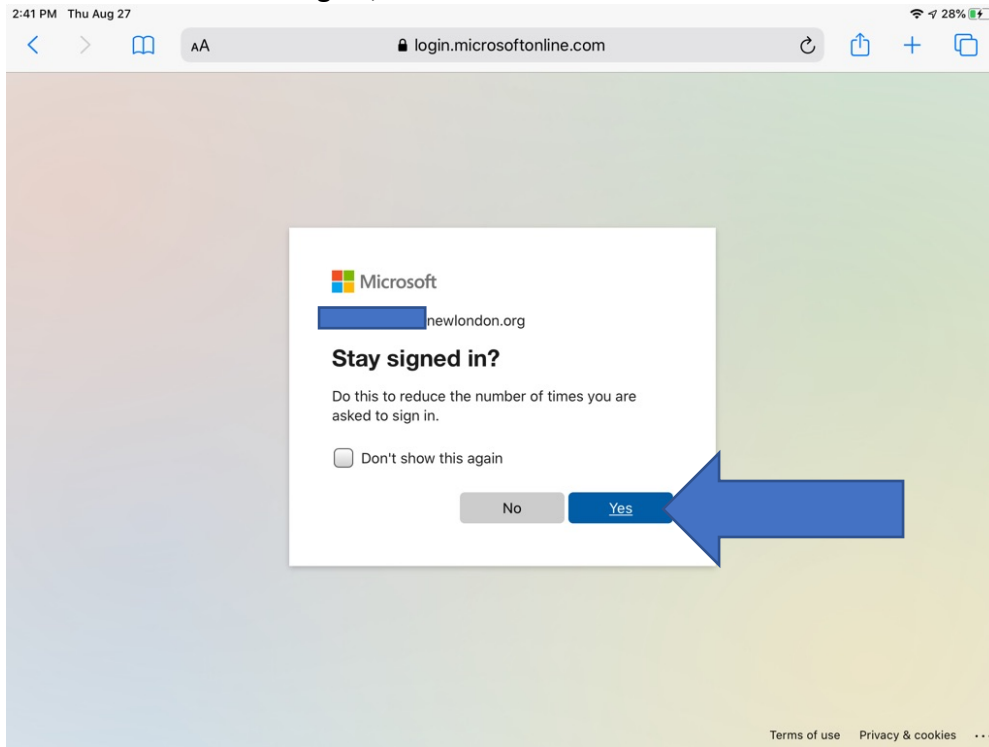 2:41 PM Thu Aug 27 28%
AA login.microsoftonline.com
Microsoft
newlondon.org
Stay signed in?
Do this to reduce the number of times you are
asked to sign in.
Don't show this again
No Yes
Terms of use Privacy & cookies ...